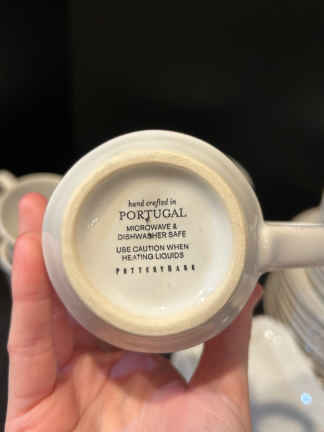 hand crafted in
PORTUGAL
MICROWAVE &
DISHWASHER SAFE
USE CAUTION WHEN
HEATING LIQUIDS
POTTERYBARN